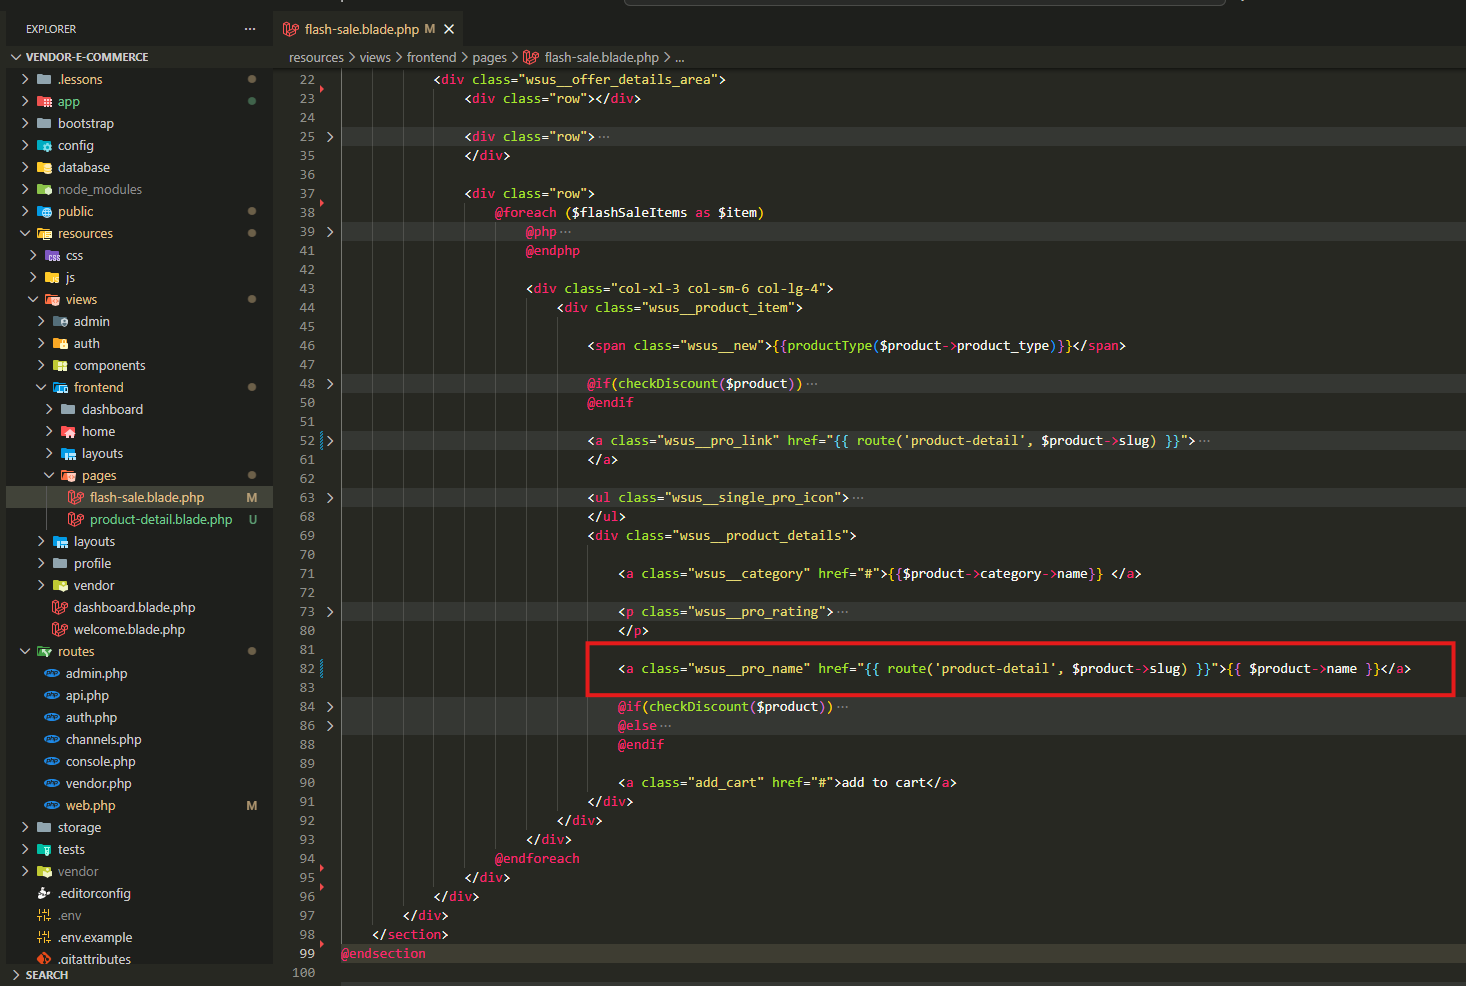 EXPLORER
···
VENDOR-E-COMMERCE
.lessons
app
bootstrap
config
database
node_modules
public
resources
css
js
views
admin
auth
components
frontend
dashboard
home
layouts
pages
flash-sale.blade.php M
product-detail.blade.php U
layouts
profile
vendor
dashboard.blade.php
welcome.blade.php
routes
admin.php
api.php
auth.php
channels.php
console.php
vendor.php
web.php M
storage
tests
vendor
.editorconfig
.env
.env.example
.gitattributes
SEARCH
flash-sale.blade.php M
resources > views > frontend > pages > flash-sale.blade.php > ...
22 <div class="wsus__offer_details_area">
23 <div class="row"></div>
24
25 <div class="row">···
35 </div>
36
37 <div class="row">
38 @foreach ($flashSaleItems as $item)
39 @php···
41 @endphp
42
43 <div class="col-xl-3 col-sm-6 col-lg-4">
44 <div class="wsus__product_item">
45
46 <span class="wsus__new">{{productType($product->product_type)}}</span>
47
48 @if(checkDiscount($product))···
50 @endif
51
52 <a class="wsus__pro_link" href="{{ route('product-detail', $product->slug) }}">···
61 </a>
62
63 <ul class="wsus__single_pro_icon">···
68 </ul>
69 <div class="wsus__product_details">
70
71 <a class="wsus__category" href="#">{{$product->category->name}} </a>
72
73 <p class="wsus__pro_rating">···
80 </p>
81
82 <a class="wsus__pro_name" href="{{ route('product-detail', $product->slug) }}">{{ $product->name }}</a>
83
84 @if(checkDiscount($product))···
86 @else···
88 @endif
89
90 <a class="add_cart" href="#">add to cart</a>
91 </div>
92 </div>
93 </div>
94 @endforeach
95 </div>
96 </div>
97 </div>
98 </section>
99 @endsection
100